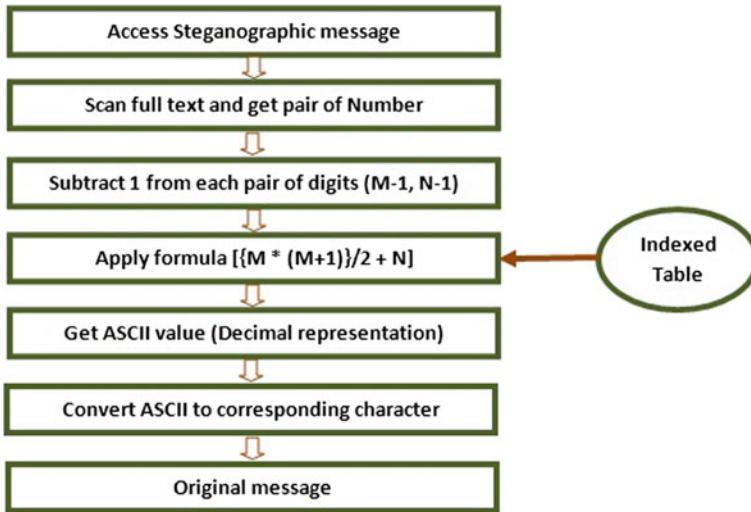 Access Steganographic message
Scan full text and get pair of Number
Subtract 1 from each pair of digits (M-1, N-1)
Apply formula [{M * (M+1)}/2 + N]
Indexed
Table
Get ASCII value (Decimal representation)
Convert ASCII to corresponding character
Original message